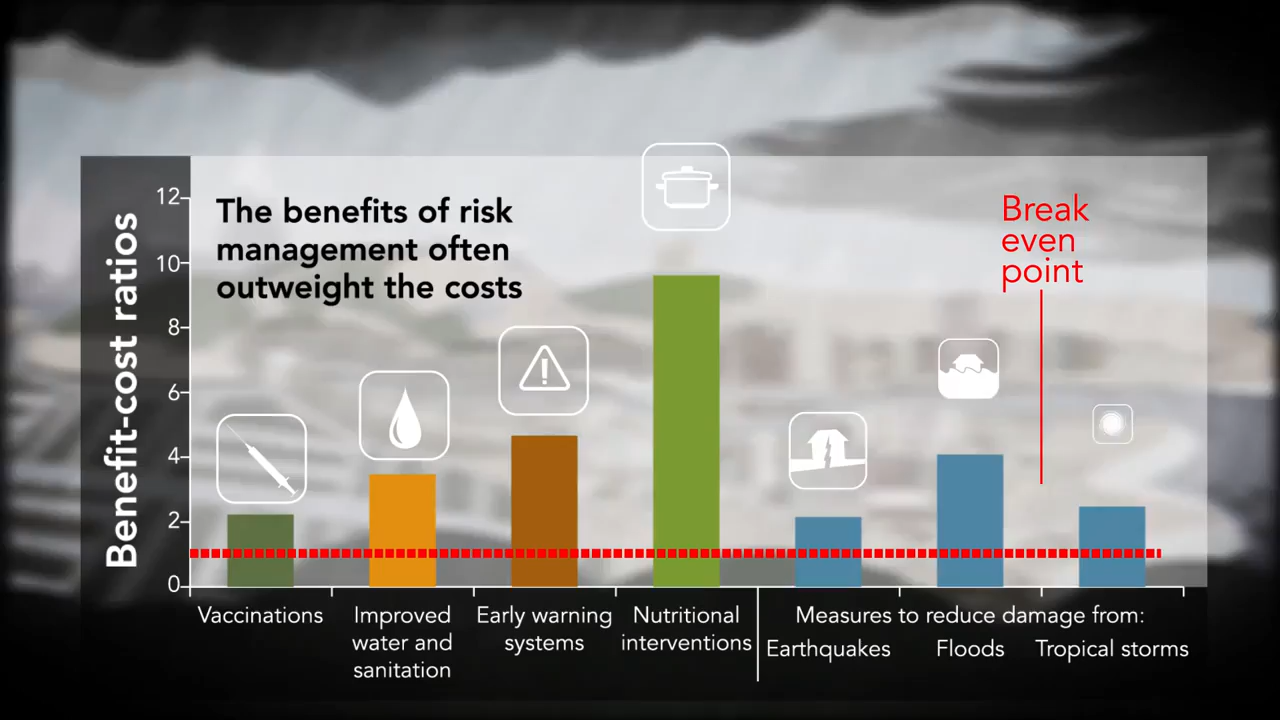 The benefits of risk
management often
outweight the costs
Break
even
point
Benefit-cost ratios
12
10
8
6
4
2
0
Vaccinations
Improved
water and
sanitation
Early warning
systems
Nutritional
interventions
Measures to reduce damage from:
Earthquakes
Floods
Tropical storms